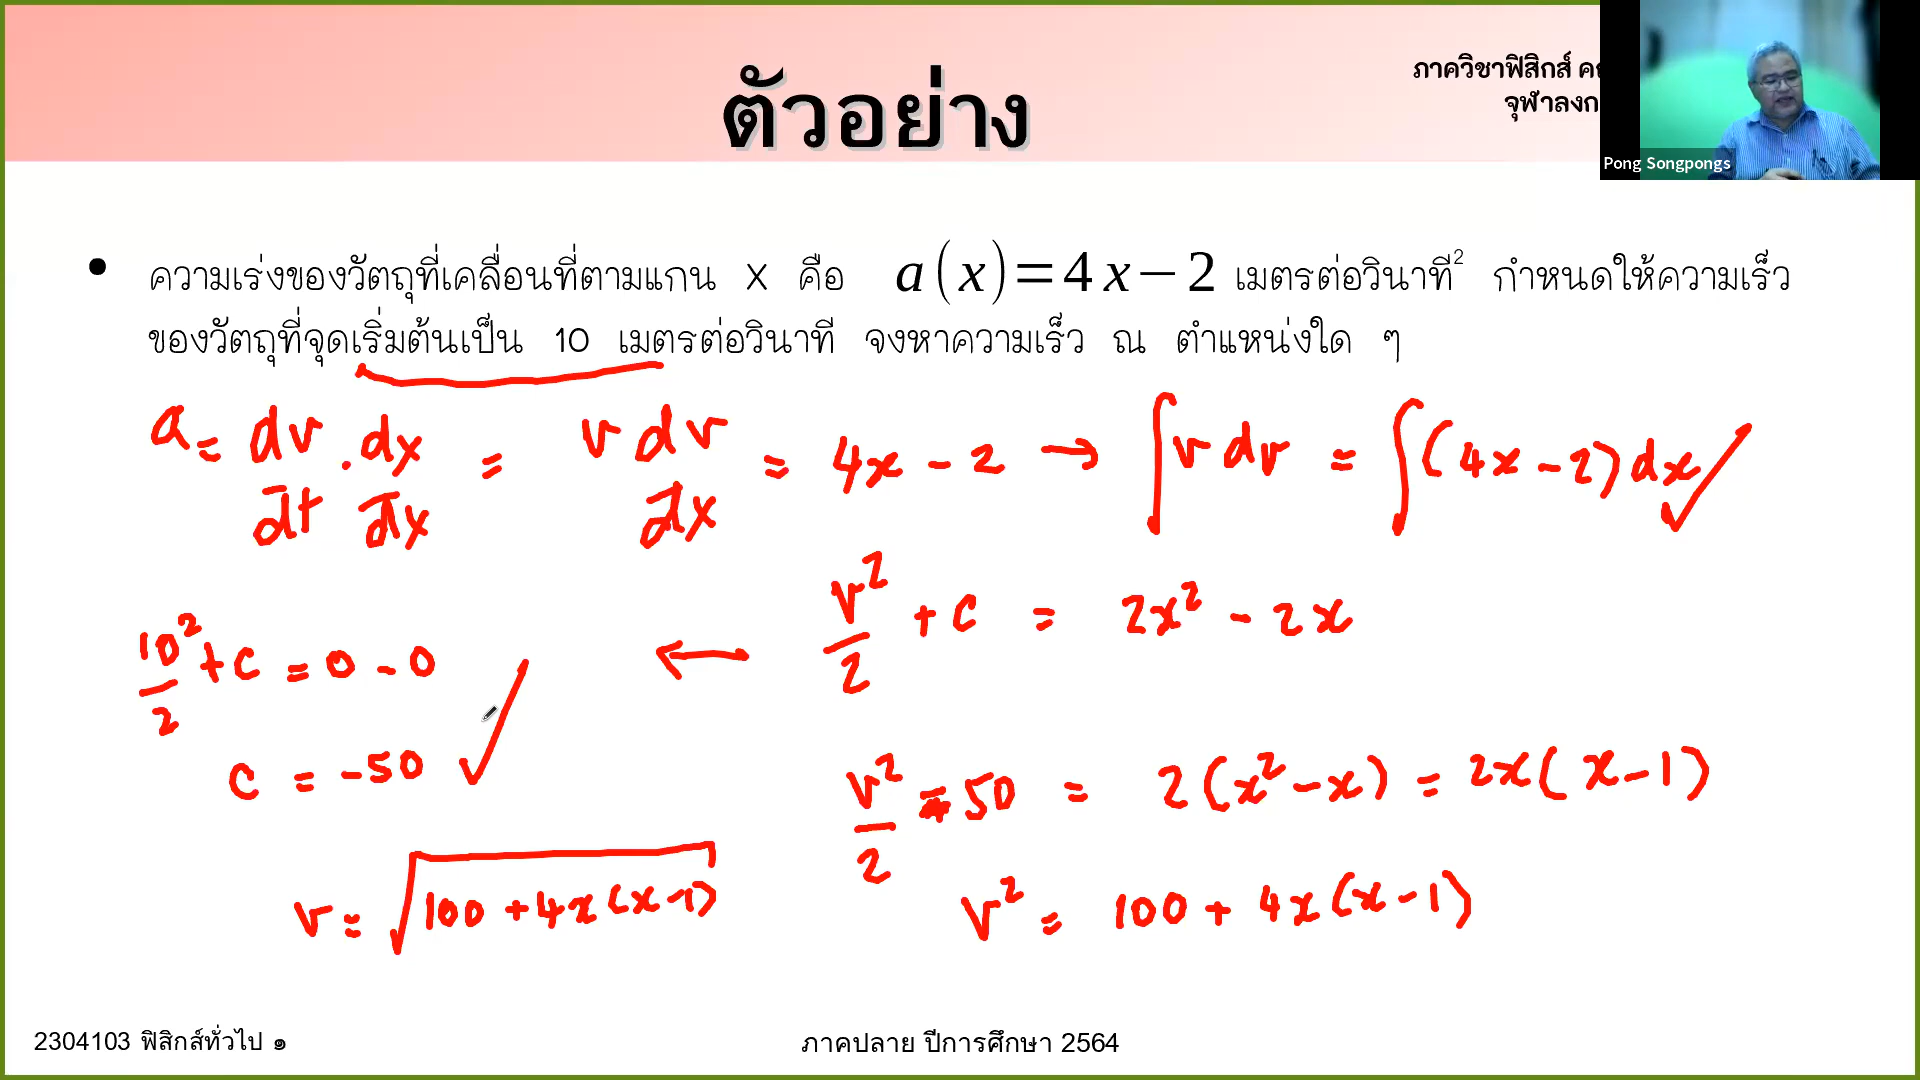 ตัวอย่าง
ภาควิชาฟิสิกส์
จุฬาลงก
Pong Songpongs
• ความเร่งของวัตถุที่เคลื่อนที่ตามแกน x คือ a(x)=4x−2 เมตรต่อวินาที² กำหนดให้ความเร็ว
ของวัตถุที่จุดเริ่มต้นเป็น 10 เมตรต่อวินาที จงหาความเร็ว ณ ตำแหน่งใด ๆ
a = dv/dt · dx/dx = v dv/dx = 4x - 2 → ∫ v dv = ∫ (4x - 2) dx ✓
v²/2 + c = 2x² - 2x
10²/2 + c = 0 - 0 ←
c = -50 ✓
v²/2 - 50 = 2(x² - x) = 2x(x - 1)
v² = 100 + 4x(x - 1)
v = √(100 + 4x(x - 1))
2304103 ฟิสิกส์ทั่วไป ๑
ภาคปลาย ปีการศึกษา 2564